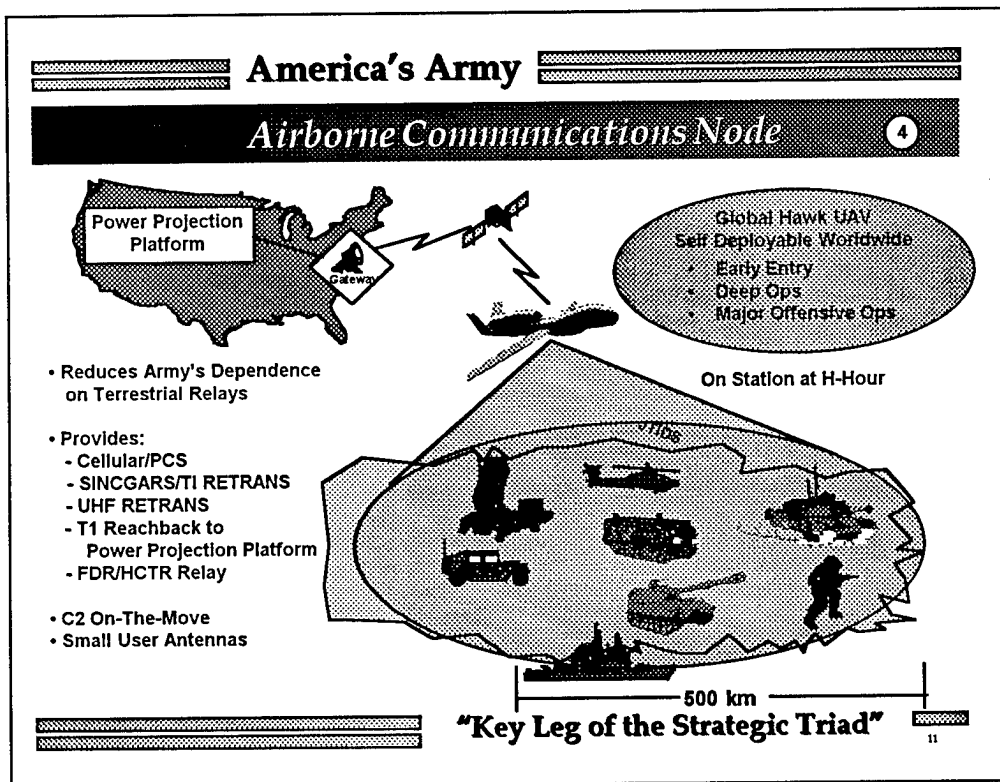 America's Army
Airborne Communications Node
4
Power Projection
Platform
Gateway
Global Hawk UAV
Self Deployable Worldwide
• Early Entry
• Deep Ops
• Major Offensive Ops
On Station at H-Hour
• Reduces Army's Dependence
on Terrestrial Relays
• Provides:
- Cellular/PCS
- SINCGARS/TI RETRANS
- UHF RETRANS
- T1 Reachback to
Power Projection Platform
- FDR/HCTR Relay
• C2 On-The-Move
• Small User Antennas
JTIDS
500 km
"Key Leg of the Strategic Triad"
11